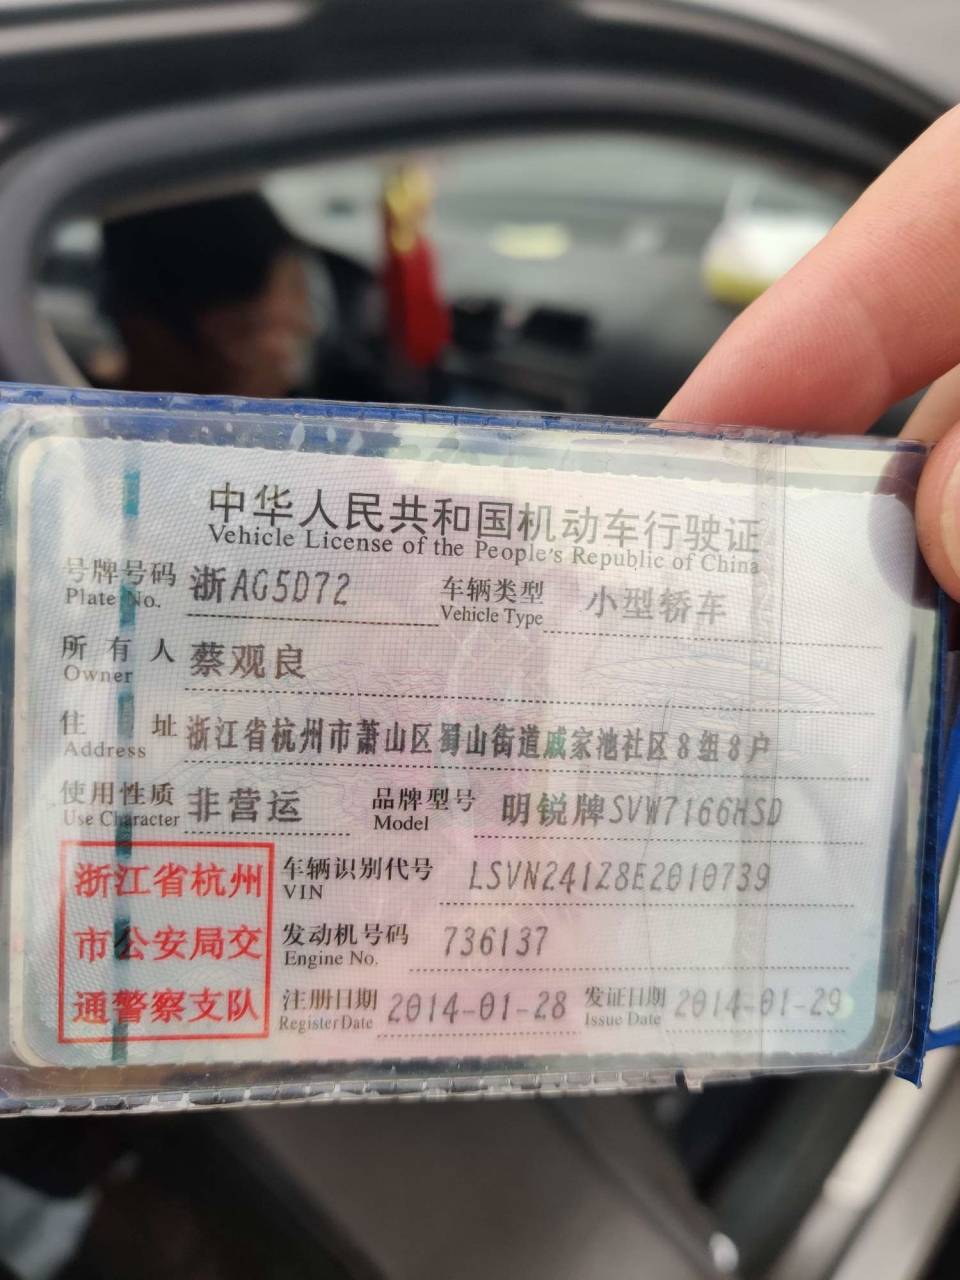 中华人民共和国机动车行驶证
Vehicle License of the People's Republic of China
号牌号码 浙AG5D72 车辆类型 小型轿车
Plate No. Vehicle Type
所有人 蔡观良
Owner
住址 浙江省杭州市萧山区蜀山街道戚家池社区8组8户
Address
使用性质 非营运 品牌型号 明锐牌SVW7166HSD
Use Character Model
浙江省杭州 车辆识别代号 LSVN241Z8E2010739
VIN
市公安局交 发动机号码 736137
Engine No.
通警察支队 注册日期 2014-01-28 发证日期 2014-01-29
Register Date Issue Date